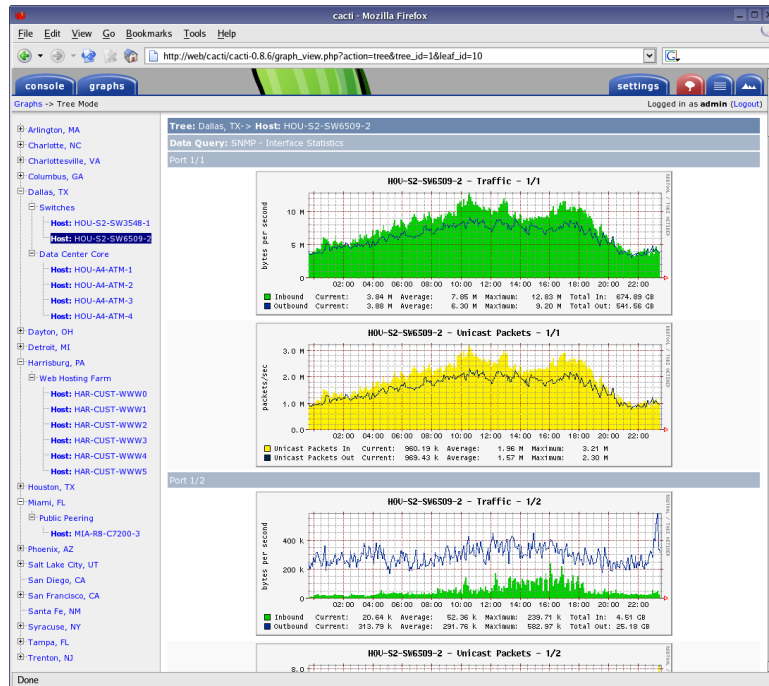 cacti - Mozilla Firefox
File Edit View Go Bookmarks Tools Help
http://web/cacti/cacti-0.8.6/graph_view.php?action=tree&tree_id=1&leaf_id=10
G.
console graphs settings
Graphs -> Tree Mode
Logged in as admin (Logout)
Arlington, MA
Charlotte, NC
Charlottesville, VA
Columbus, GA
Dallas, TX
Switches
Host: HOU-S2-SW3548-1
Host: HOU-S2-SW6509-2
Data Center Core
Host: HOU-A4-ATM-1
Host: HOU-A4-ATM-2
Host: HOU-A4-ATM-3
Host: HOU-A4-ATM-4
Dayton, OH
Detroit, MI
Harrisburg, PA
Web Hosting Farm
Host: HAR-CUST-WWW0
Host: HAR-CUST-WWW1
Host: HAR-CUST-WWW2
Host: HAR-CUST-WWW3
Host: HAR-CUST-WWW4
Host: HAR-CUST-WWW5
Houston, TX
Miami, FL
Public Peering
Host: MIA-R8-C7200-3
Phoenix, AZ
Salt Lake City, UT
San Diego, CA
San Francisco, CA
Santa Fe, NM
Syracuse, NY
Tampa, FL
Trenton, NJ
Tree: Dallas, TX-> Host: HOU-S2-SW6509-2
Data Query: SNMP - Interface Statistics
Port 1/1
HOU-S2-SW6509-2 - Traffic - 1/1
bytes per second
10 M
5 M
0
02:00 04:00 06:00 08:00 10:00 12:00 14:00 16:00 18:00 20:00 22:00
Inbound Current: 3.84 M Average: 7.85 M Maximum: 12.83 M Total In: 674.89 GB
Outbound Current: 3.88 M Average: 6.30 M Maximum: 9.20 M Total Out: 541.56 GB
HOU-S2-SW6509-2 - Unicast Packets - 1/1
packets/sec
3.0 M
2.0 M
1.0 M
0.0
02:00 04:00 06:00 08:00 10:00 12:00 14:00 16:00 18:00 20:00 22:00
Unicast Packets In Current: 960.19 k Average: 1.96 M Maximum: 3.21 M
Unicast Packets Out Current: 969.43 k Average: 1.57 M Maximum: 2.30 M
Port 1/2
HOU-S2-SW6509-2 - Traffic - 1/2
bytes per second
400 k
200 k
0
02:00 04:00 06:00 08:00 10:00 12:00 14:00 16:00 18:00 20:00 22:00
Inbound Current: 20.64 k Average: 52.36 k Maximum: 239.71 k Total In: 4.51 GB
Outbound Current: 313.79 k Average: 291.76 k Maximum: 582.97 k Total Out: 25.18 GB
HOU-S2-SW6509-2 - Unicast Packets - 1/2
8.0
Done